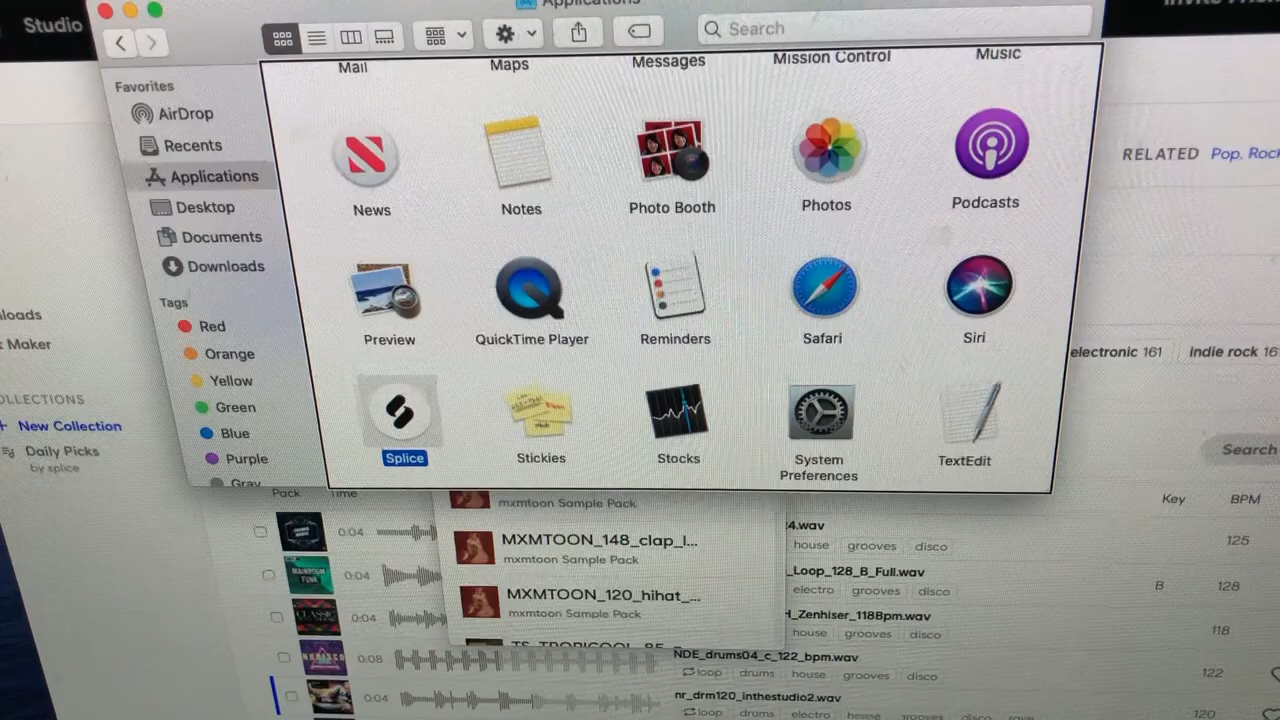 Studio
Applications
Search
Favorites
AirDrop
Recents
Applications
Desktop
Documents
Downloads
Tags
Red
Orange
Yellow
Green
Blue
Purple
Gray
Mail
Maps
Messages
Mission Control
Music
News
Notes
Photo Booth
Photos
Podcasts
Preview
QuickTime Player
Reminders
Safari
Siri
Splice
Stickies
Stocks
System
Preferences
TextEdit
RELATED Pop, Rock
electronic 161 indie rock 16
Search
loads
Maker
OLLECTIONS
+ New Collection
Daily Picks
by splice
Pack Time Key BPM
mxmtoon Sample Pack
MXMTOON_148_clap_l...
mxmtoon Sample Pack
MXMTOON_120_hihat_...
mxmtoon Sample Pack
0:04
4.wav
house grooves disco
125
0:04
_Loop_128_B_Full.wav
electro grooves disco
B 128
0:04
_Zenhiser_118Bpm.wav
house grooves disco
118
0:08
NDE_drums04_c_122_bpm.wav
loop drums house grooves disco
122
0:04
nr_drm120_inthestudio2.wav
loop drums electro house grooves disco
120